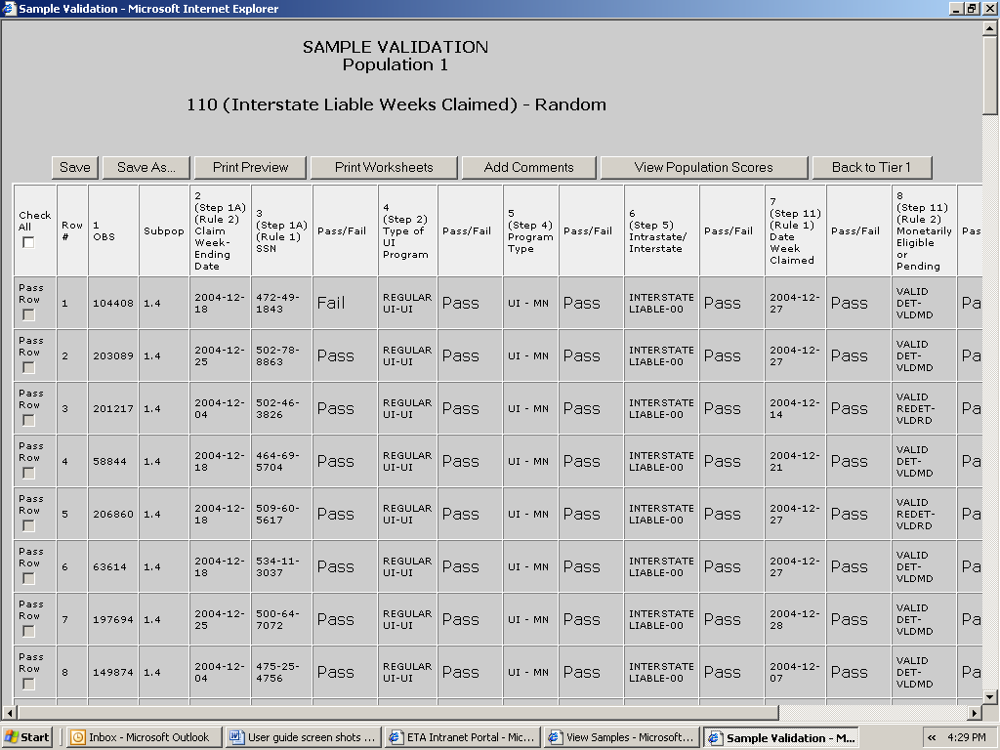 Sample Validation - Microsoft Internet Explorer
SAMPLE VALIDATION
Population 1
110 (Interstate Liable Weeks Claimed) - Random
Save Save As... Print Preview Print Worksheets Add Comments View Population Scores Back to Tier 1
Check All Row # 1 OBS Subpop 2 (Step 1A) (Rule 2) Claim Week-Ending Date 3 (Step 1A) (Rule 1) SSN Pass/Fail 4 (Step 2) Type of UI Program Pass/Fail 5 (Step 4) Program Type Pass/Fail 6 (Step 5) Intrastate/ Interstate Pass/Fail 7 (Step 11) (Rule 1) Date Week Claimed Pass/Fail 8 (Step 11) (Rule 2) Monetarily Eligible or Pending Pas
Pass Row 1 104408 1.4 2004-12-18 472-49-1843 Fail REGULAR UI-UI Pass UI - MN Pass INTERSTATE LIABLE-00 Pass 2004-12-27 Pass VALID DET-VLDMD Pa
Pass Row 2 203089 1.4 2004-12-25 502-78-8863 Pass REGULAR UI-UI Pass UI - MN Pass INTERSTATE LIABLE-00 Pass 2004-12-27 Pass VALID DET-VLDMD Pa
Pass Row 3 201217 1.4 2004-12-04 502-46-3826 Pass REGULAR UI-UI Pass UI - MN Pass INTERSTATE LIABLE-00 Pass 2004-12-14 Pass VALID REDET-VLDRD Pa
Pass Row 4 58844 1.4 2004-12-18 464-69-5704 Pass REGULAR UI-UI Pass UI - MN Pass INTERSTATE LIABLE-00 Pass 2004-12-21 Pass VALID DET-VLDMD Pa
Pass Row 5 206860 1.4 2004-12-18 509-60-5617 Pass REGULAR UI-UI Pass UI - MN Pass INTERSTATE LIABLE-00 Pass 2004-12-27 Pass VALID REDET-VLDRD Pa
Pass Row 6 63614 1.4 2004-12-18 534-11-3037 Pass REGULAR UI-UI Pass UI - MN Pass INTERSTATE LIABLE-00 Pass 2004-12-27 Pass VALID DET-VLDMD Pa
Pass Row 7 197694 1.4 2004-12-25 500-64-7072 Pass REGULAR UI-UI Pass UI - MN Pass INTERSTATE LIABLE-00 Pass 2004-12-28 Pass VALID DET-VLDMD Pa
Pass Row 8 149874 1.4 2004-12-04 475-25-4756 Pass REGULAR UI-UI Pass UI - MN Pass INTERSTATE LIABLE-00 Pass 2004-12-07 Pass VALID DET-VLDMD Pa
Start Inbox - Microsoft Outlook User guide screen shots ... ETA Intranet Portal - Mic... View Samples - Microsoft... Sample Validation - M... « 4:29 PM